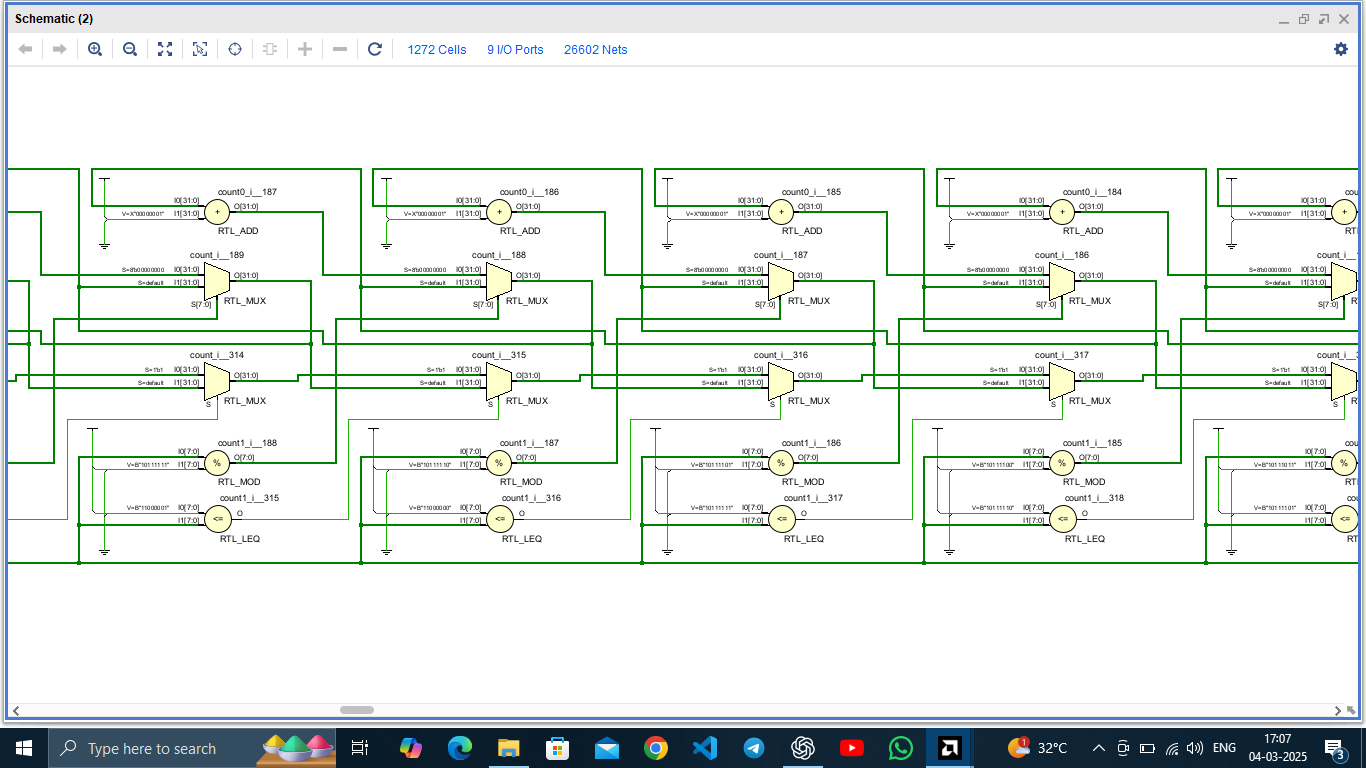 Schematic (2)
1272 Cells 9 I/O Ports 26602 Nets
count0_i__187 count0_i__186 count0_i__185 count0_i__184
I0[31:0] O[31:0] I0[31:0] O[31:0] I0[31:0] O[31:0] I0[31:0] O[31:0] I0[31:0]
V=X"00000001" I1[31:0] + V=X"00000001" I1[31:0] + V=X"00000001" I1[31:0] + V=X"00000001" I1[31:0] + V=X"00000001" I1[31:0] +
RTL_ADD RTL_ADD RTL_ADD RTL_ADD
count_i__189 count_i__188 count_i__187 count_i__186
S=8'b00000000 I0[31:0] O[31:0] S=8'b00000000 I0[31:0] O[31:0] S=8'b00000000 I0[31:0] O[31:0] S=8'b00000000 I0[31:0] O[31:0] S=8'b00000000 I0[31:0]
S=default I1[31:0] S=default I1[31:0] S=default I1[31:0] S=default I1[31:0] S=default I1[31:0]
S[7:0] RTL_MUX S[7:0] RTL_MUX S[7:0] RTL_MUX S[7:0] RTL_MUX S[7:0]
count_i__314 count_i__315 count_i__316 count_i__317
S=1'b1 I0[31:0] O[31:0] S=1'b1 I0[31:0] O[31:0] S=1'b1 I0[31:0] O[31:0] S=1'b1 I0[31:0] O[31:0] S=1'b1 I0[31:0]
S=default I1[31:0] S=default I1[31:0] S=default I1[31:0] S=default I1[31:0] S=default I1[31:0]
S RTL_MUX S RTL_MUX S RTL_MUX S RTL_MUX S
count1_i__188 count1_i__187 count1_i__186 count1_i__185
I0[7:0] O[7:0] I0[7:0] O[7:0] I0[7:0] O[7:0] I0[7:0] O[7:0] I0[7:0]
V=B"10111111" I1[7:0] % V=B"10111110" I1[7:0] % V=B"10111101" I1[7:0] % V=B"10111100" I1[7:0] % V=B"10111011" I1[7:0] %
RTL_MOD RTL_MOD RTL_MOD RTL_MOD
count1_i__315 count1_i__316 count1_i__317 count1_i__318
V=B"11000001" I0[7:0] O V=B"11000000" I0[7:0] O V=B"10111111" I0[7:0] O V=B"10111110" I0[7:0] O V=B"10111101" I0[7:0]
I1[7:0] <= I1[7:0] <= I1[7:0] <= I1[7:0] <= I1[7:0] <=
RTL_LEQ RTL_LEQ RTL_LEQ RTL_LEQ
Type here to search
1 32°C ENG 17:07
04-03-2025 3